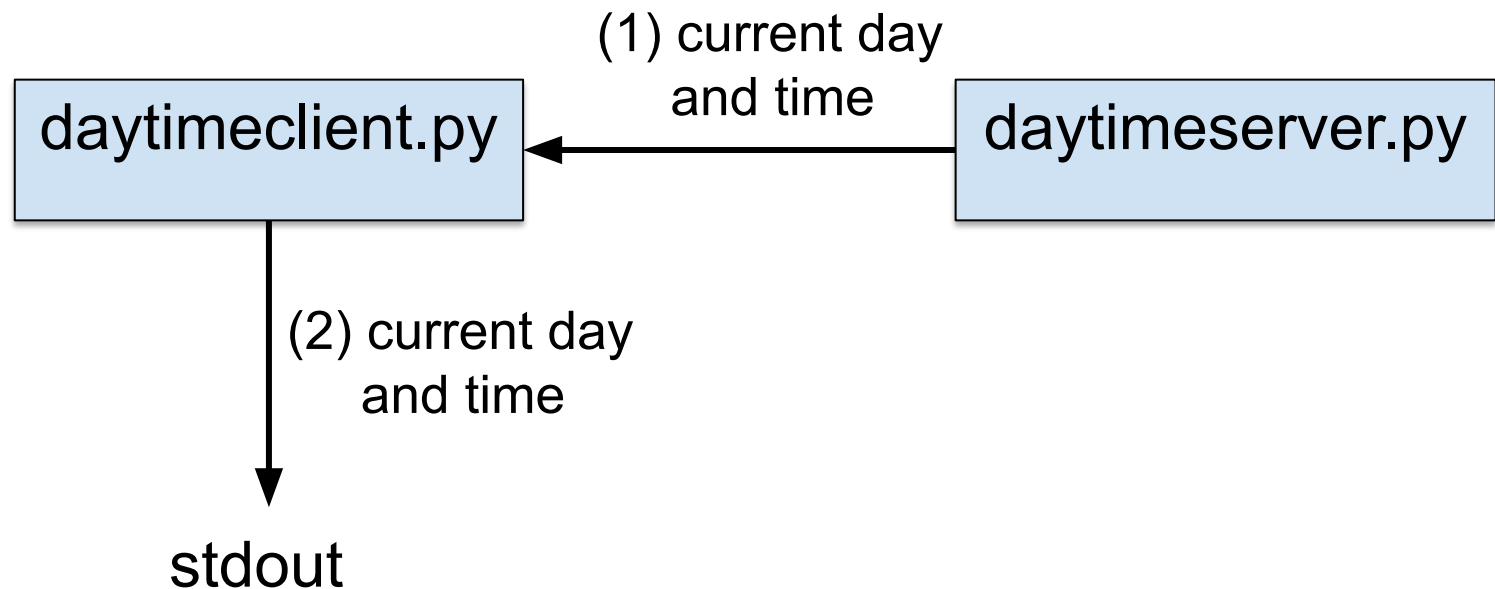 (1) current day
and time
daytimeclient.py
daytimeserver.py
(2) current day
and time
stdout